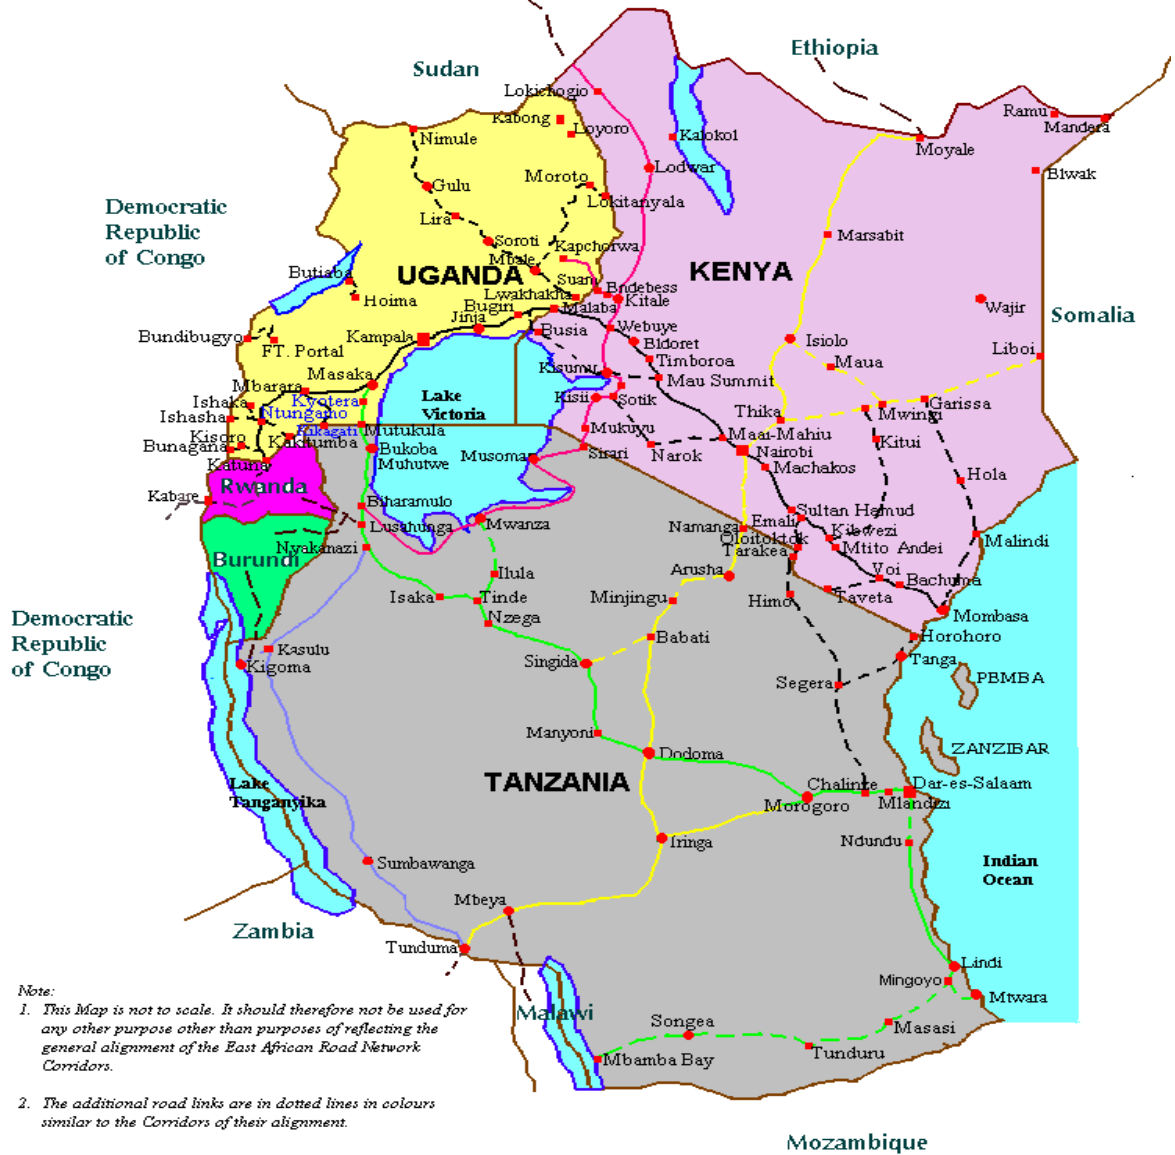 Ethiopia
Sudan
Lokichogio
Kabong
Loyoro
Ramu
Mandera
Nimule
Kalokol
Moyale
Lodwar
Elwak
Moroto
Gulu
Lokitanyala
Democratic
Republic
of Congo
Lira
Marsabit
Soroti
Kapchorwa
Mbale
UGANDA
KENYA
Butiaba
Suam
Endebess
Hoima
Lwakhakha
Kitale
Wajir
Bugiri
Malaba
Somalia
Jinja
Webuye
Bundibugyo
Kampala
Busia
Eldoret
Isiolo
FT. Portal
Timboroa
Liboi
Masaka
Kisumu
Maua
Mau Summit
Mbarara
Lake
Victoria
Kyotera
Kisii
Sotik
Ishaka
Ntungamo
Thika
Mwingi
Garissa
Ishasha
Kikagati
Mutukula
Mukuyu
Maai-Mahiu
Kisoro
Kakitumba
Kitui
Bunagana
Bukoba
Sirari
Narok
Nairobi
Katuna
Muhutwe
Musoma
Machakos
Rwanda
Hola
Kabare
Biharamulo
Sultan Hamud
Lusahunga
Mwanza
Namanga
Emali
Kibwezi
Oloitoktok
Malindi
Nyakanazi
Tarakea
Mtito Andei
Burundi
Ilula
Arusha
Voi
Bachuma
Isaka
Tinde
Minjingu
Himo
Taveta
Mombasa
Nzega
Democratic
Republic
of Congo
Babati
Horohoro
Kasulu
Kigoma
Singida
Tanga
Segera
PEMBA
Manyoni
ZANZIBAR
Dodoma
TANZANIA
Lake
Tanganyika
Chalinze
Dar-es-Salaam
Morogoro
Mlandizi
Iringa
Ndundu
Sumbawanga
Indian
Ocean
Mbeya
Zambia
Tunduma
Lindi
Mingoyo
Mtwara
Malawi
Songea
Masasi
Mbamba Bay
Tunduru
Note:
1. This Map is not to scale. It should therefore not be used for
any other purpose other than purposes of reflecting the
general alignment of the East African Road Network
Corridors.
2. The additional road links are in dotted lines in colours
similar to the Corridors of their alignment.
Mozambique